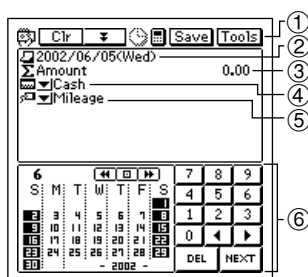 Clr Save Tools ①
2002/06/05(Wed) ②
Amount 0.00 ③
Cash ④
Mileage ⑤
6 7 8 9
S M T W T F S 4 5 6
1 1 2 3
2 3 4 5 6 7 8 ⑥
9 10 11 12 13 14 15 0
16 17 18 19 20 21 22
23 24 25 26 27 28 29 DEL NEXT
30 - 2002 -